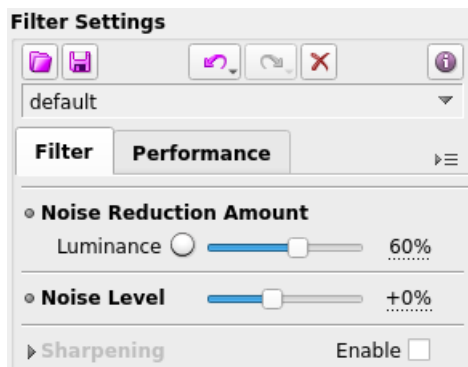 Filter Settings
default
Filter Performance
Noise Reduction Amount
Luminance 60%
Noise Level +0%
Sharpening Enable